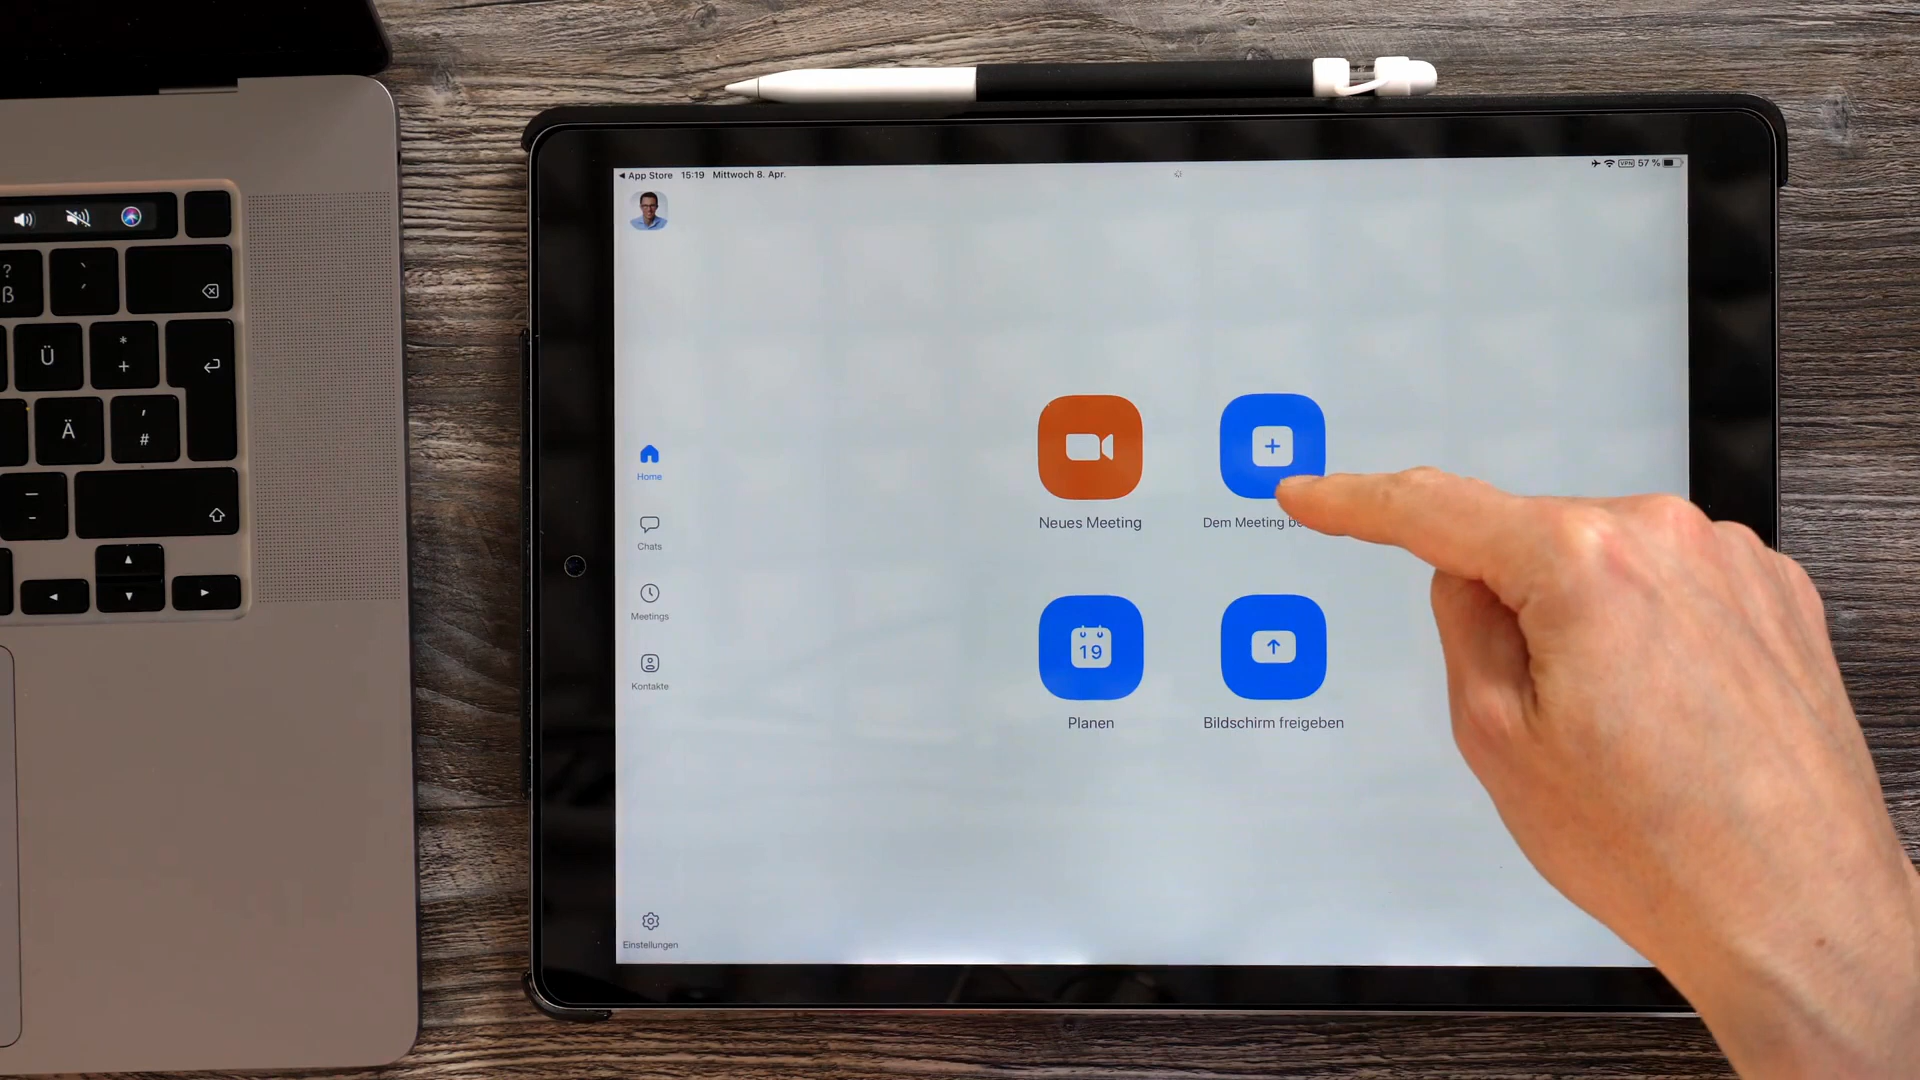 ◀ App Store 15:19 Mittwoch 8. Apr.
VPN 57 %
Home
Chats
Meetings
Kontakte
Einstellungen
Neues Meeting
Dem Meeting
19
Planen
Bildschirm freigeben
?
ß
Ü
*
+
Ä
'
#